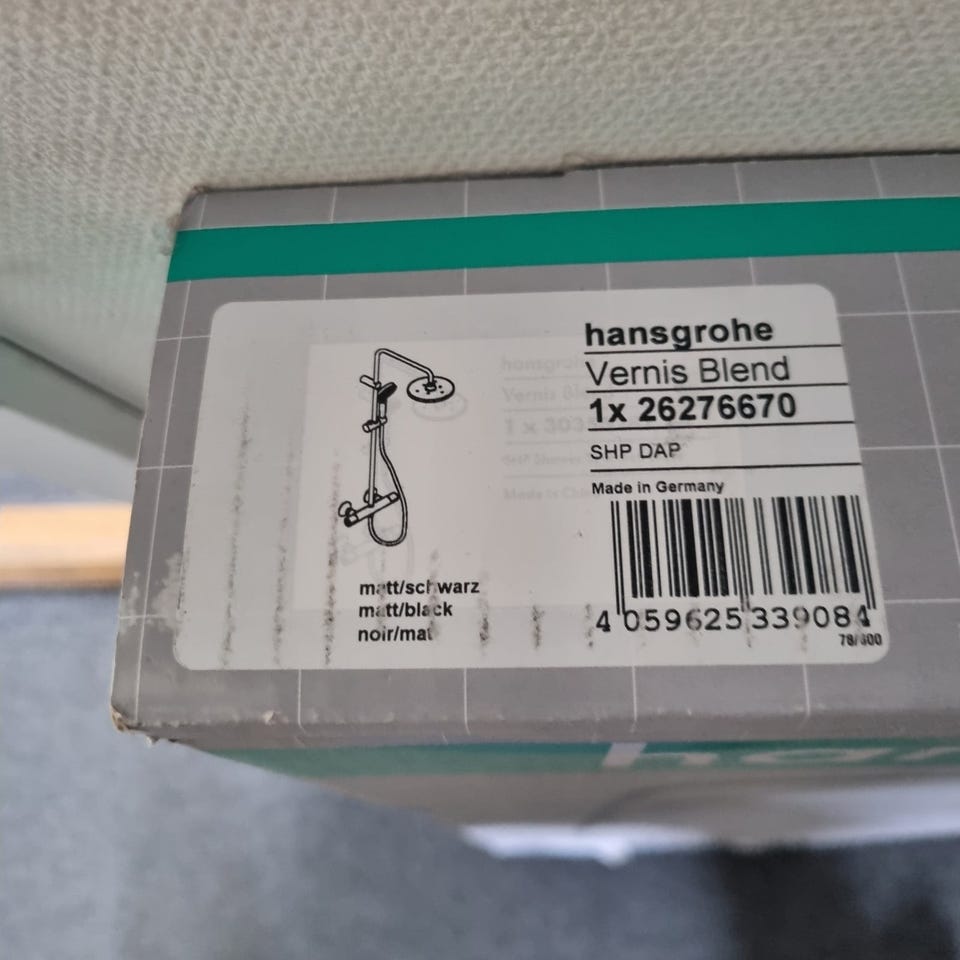 hansgrohe
Vernis Blend
1x 26276670
SHP DAP
Made in Germany
matt/schwarz
matt/black
noir/mat
4 059625 339084